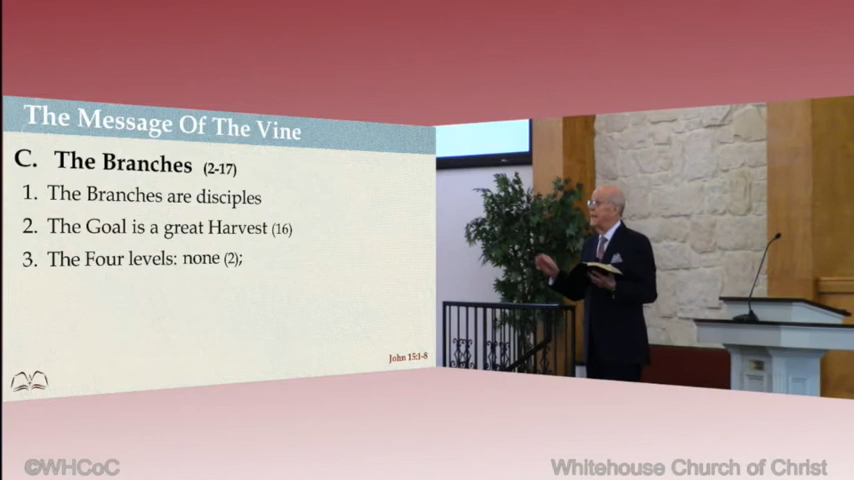 The Message Of The Vine
C. The Branches (2-17)
1. The Branches are disciples
2. The Goal is a great Harvest (16)
3. The Four levels: none (2);
John 15:1-8
©WHCoC
Whitehouse Church of Christ